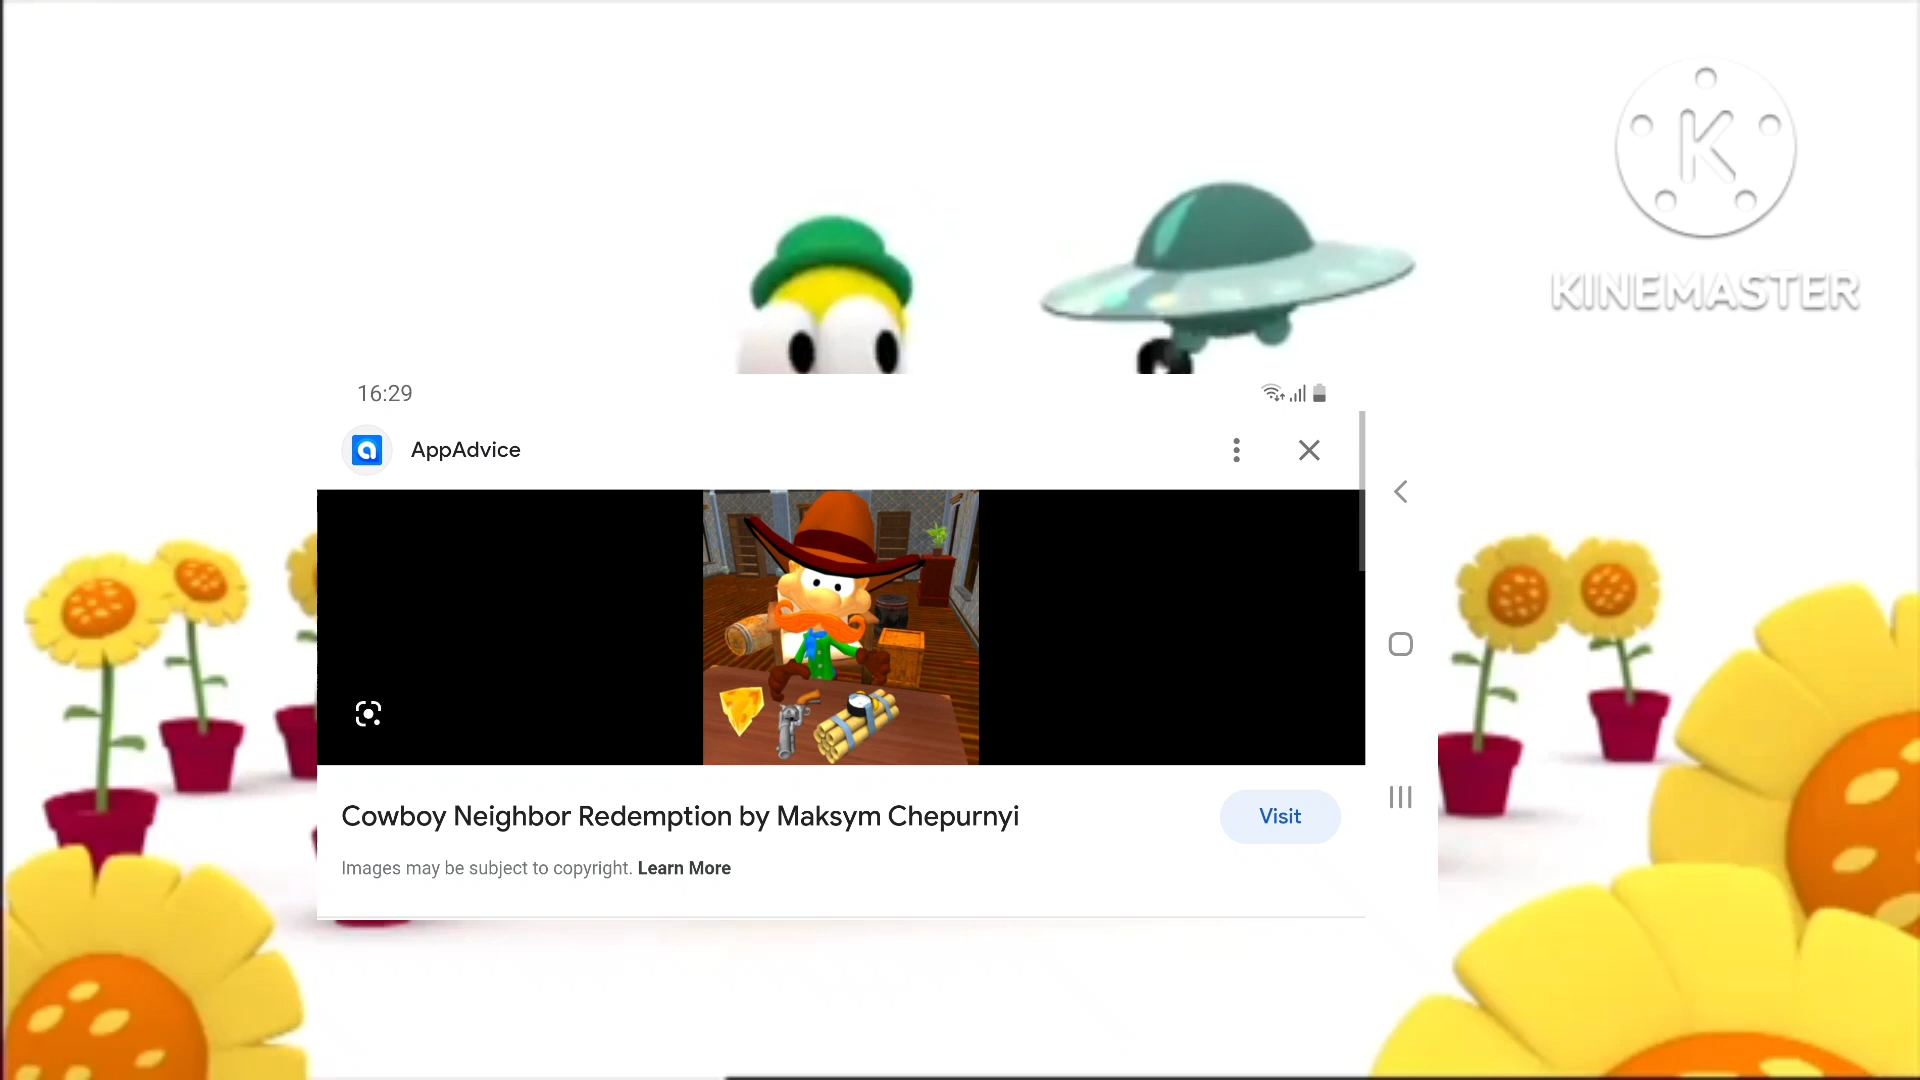 K
KINEMASTER
16:29
AppAdvice
Cowboy Neighbor Redemption by Maksym Chepurnyi
Visit
Images may be subject to copyright. Learn More